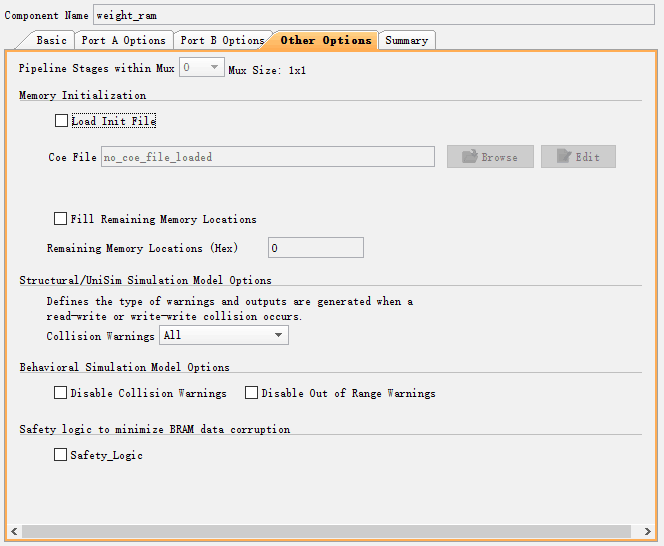 Component Name weight_ram
Basic Port A Options Port B Options Other Options Summary
Pipeline Stages within Mux 0 Mux Size: 1x1
Memory Initialization
Load Init File
Coe File no_coe_file_loaded Browse Edit
Fill Remaining Memory Locations
Remaining Memory Locations (Hex) 0
Structural/UniSim Simulation Model Options
Defines the type of warnings and outputs are generated when a
read-write or write-write collision occurs.
Collision Warnings All
Behavioral Simulation Model Options
Disable Collision Warnings Disable Out of Range Warnings
Safety logic to minimize BRAM data corruption
Safety_Logic